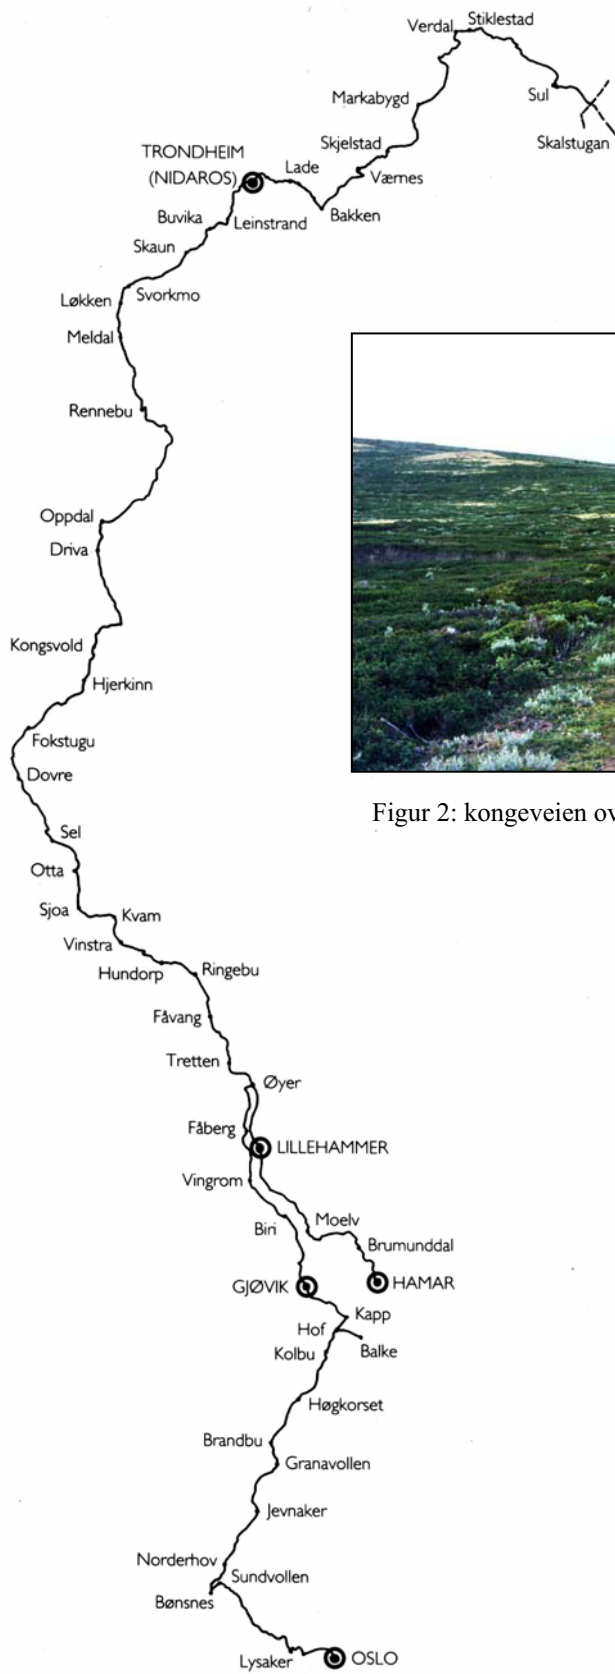 Verdal
Stiklestad
Sul
Skalstugan
Markabygd
Skjelstad
Værnes
TRONDHEIM
(NIDAROS)
Lade
Bakken
Buvika
Leinstrand
Skaun
Svorkmo
Løkken
Meldal
Rennebu
Oppdal
Driva
Kongsvold
Hjerkinn
Fokstugu
Dovre
Figur 2: kongeveien ov
Sel
Otta
Sjoa
Kvam
Vinstra
Hundorp
Ringebu
Fåvang
Tretten
Øyer
Fåberg
LILLEHAMMER
Vingrom
Biri
Moelv
Brumunddal
GJØVIK
HAMAR
Kapp
Hof
Balke
Kolbu
Høgkorset
Brandbu
Granavollen
Jevnaker
Norderhov
Sundvollen
Bønsnes
Lysaker
OSLO